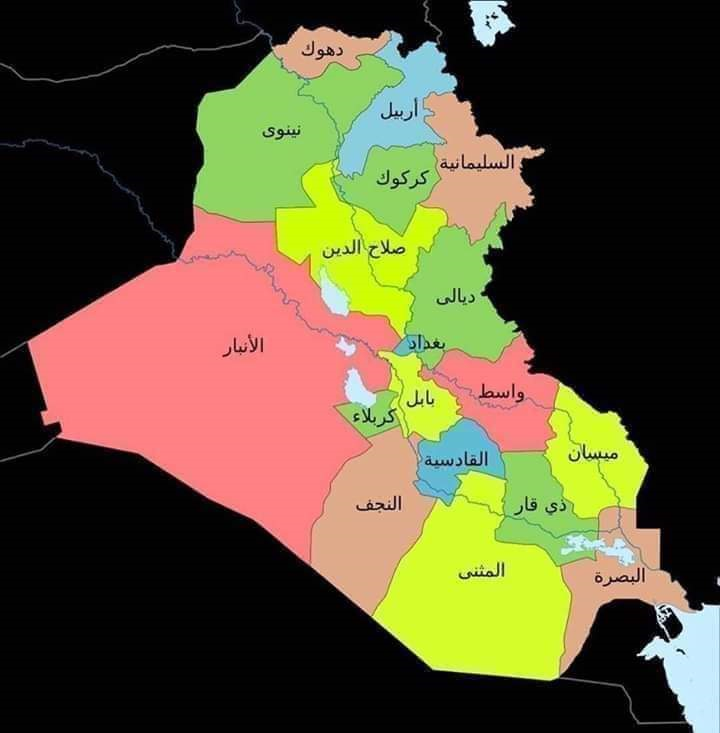 دهوك
أربيل
نينوى
السليمانية
كركوك
صلاح الدين
ديالى
بغداد
الأنبار
واسط
بابل
كربلاء
ميسان
القادسية
النجف
ذي قار
المثنى
البصرة